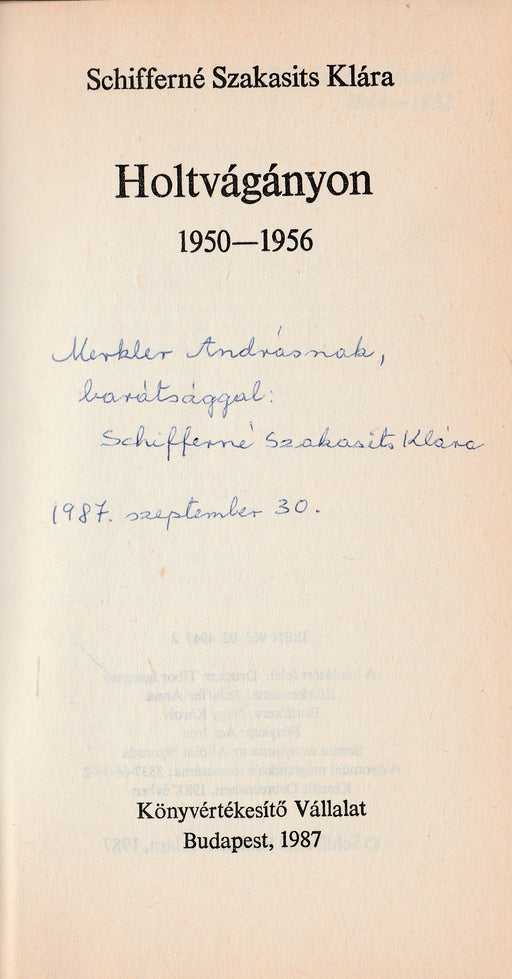 Schifferné Szakasits Klára
Holtvágányon
1950—1956
Merkler Andrásnak,
barátsággal:
Schifferné Szakasits Klára
1987. szeptember 30.
Könyvértékesítő Vállalat
Budapest, 1987